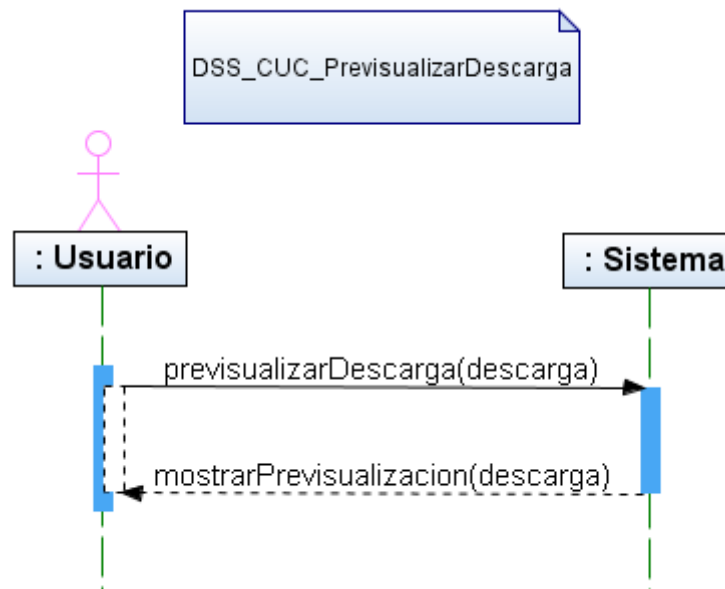 DSS_CUC_PrevisualizarDescarga
: Usuario
: Sistema
previsualizarDescarga(descarga)
mostrarPrevisualizacion(descarga)